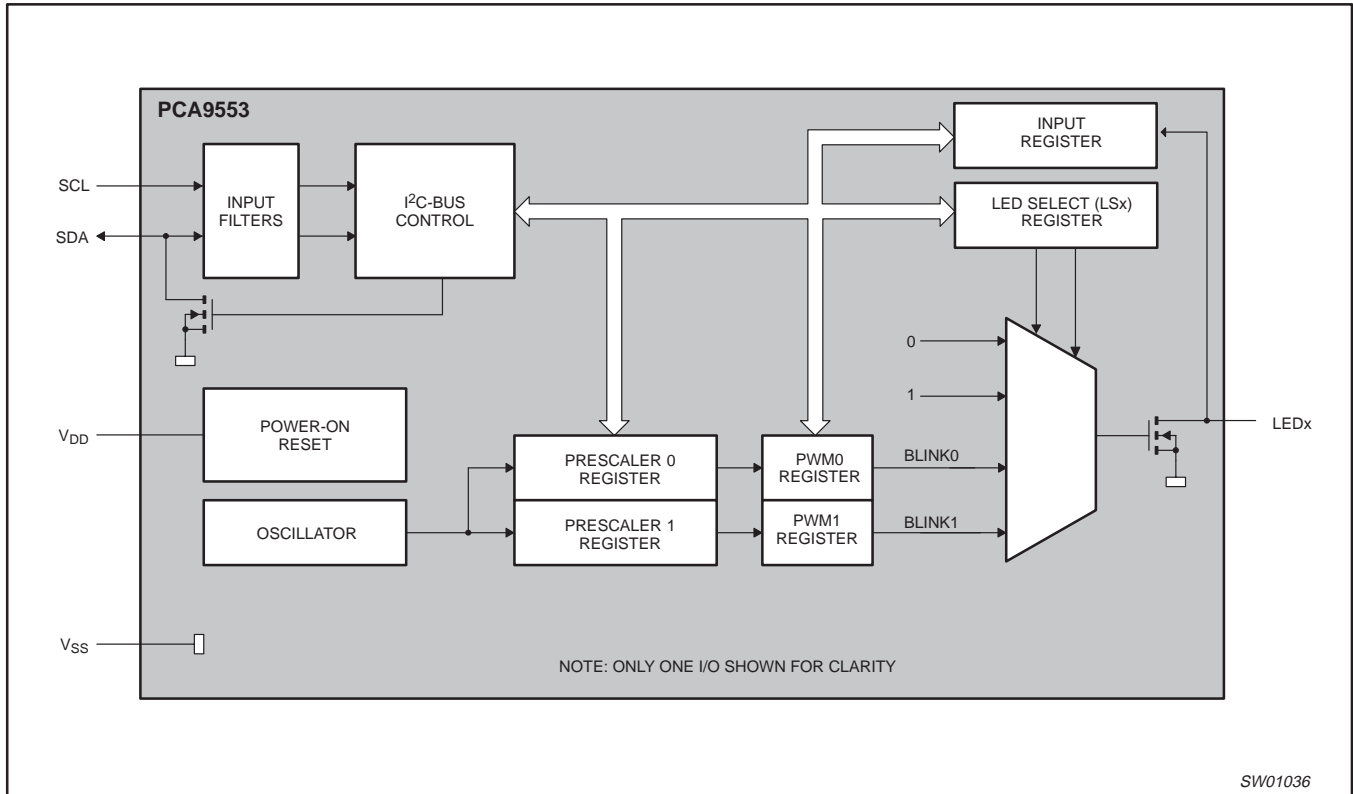 PCA9553
SCL
SDA
INPUT
FILTERS
I²C-BUS
CONTROL
INPUT
REGISTER
LED SELECT (LSx)
REGISTER
0
1
VDD
POWER-ON
RESET
OSCILLATOR
PRESCALER 0
REGISTER
PRESCALER 1
REGISTER
PWM0
REGISTER
PWM1
REGISTER
BLINK0
BLINK1
LEDx
VSS
NOTE: ONLY ONE I/O SHOWN FOR CLARITY
SW01036